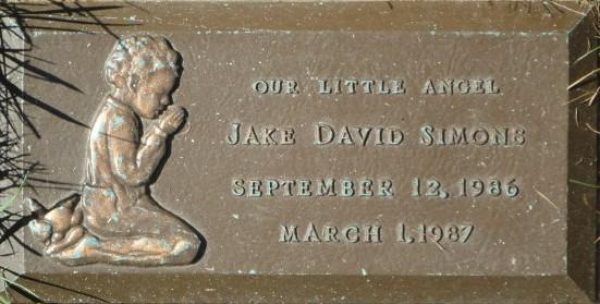 OUR LITTLE ANGEL
JAKE DAVID SIMONS
SEPTEMBER 12, 1986
MARCH 1, 1987